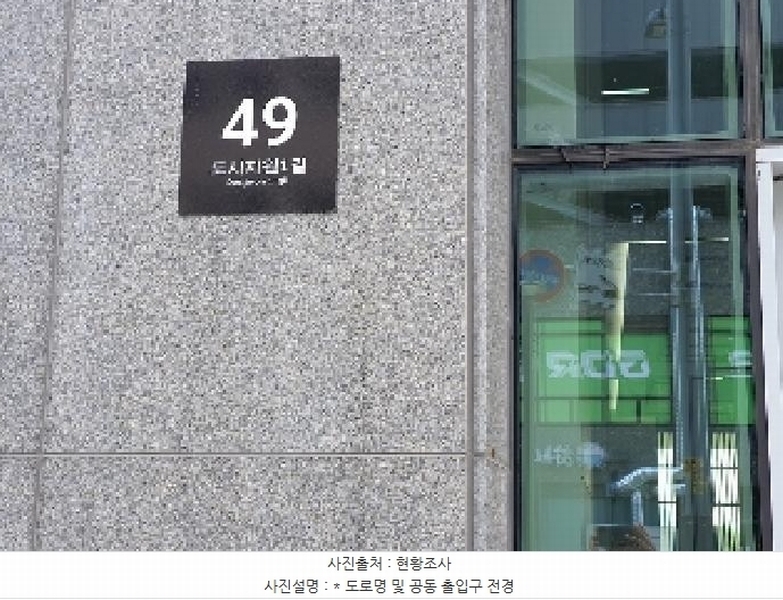 49
도시지원1길
사진출처 : 현황조사
사진설명 : * 도로명 및 공동 출입구 전경